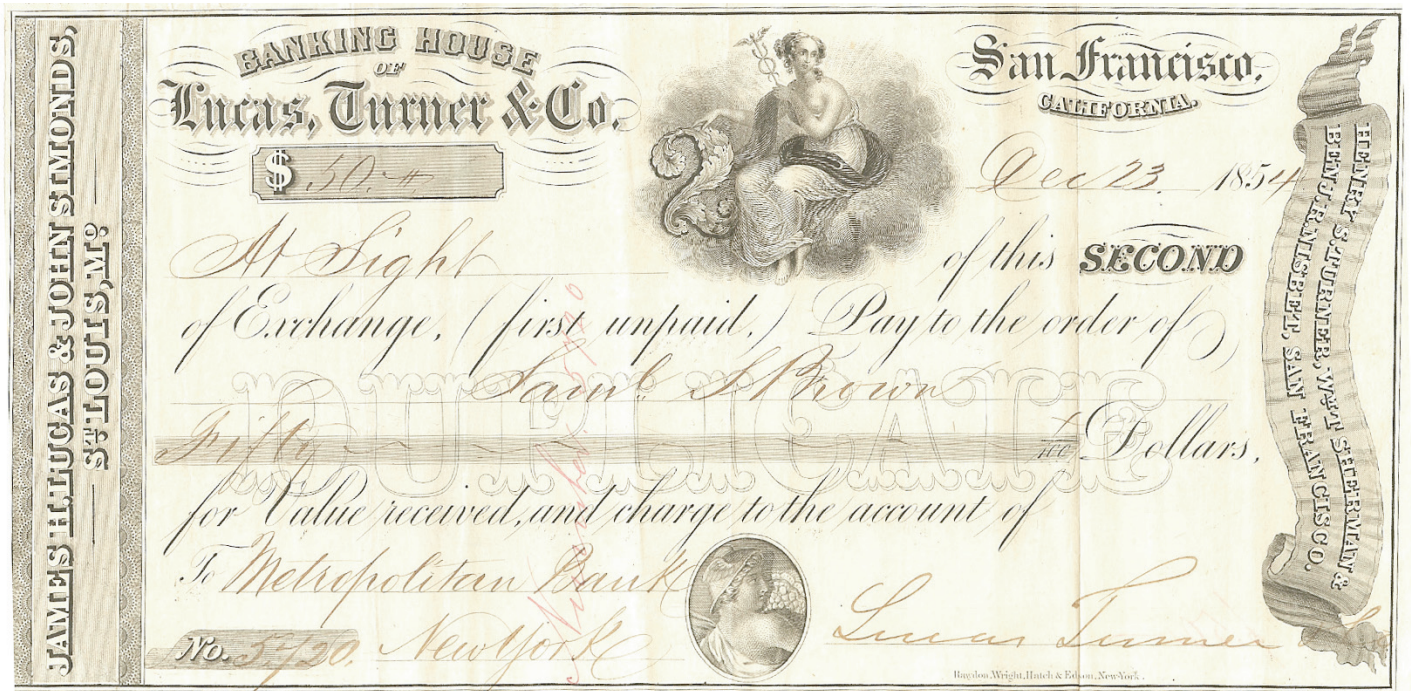 JAMES H. LUCAS & JOHN SIMONDS,
ST LOUIS, Mo.
BANKING HOUSE
OF
Lucas, Turner & Co.
$ 50.
San Francisco,
CALIFORNIA.
Dec 23 1854
HENRY S. TURNER, WM T SHERMAN &
BENJ. R. NISBET, SAN FRANCISCO.
At Sight of this SECOND
of Exchange, (first unpaid,) Pay to the order of
Saml. S. Brown
DUPLICATE
Fifty /100 Dollars,
for Value received, and charge to the account of
To Metropolitan Bank
No. 5720. New York
Lucas Turner
Rawdon, Wright, Hatch & Edson, New-York.